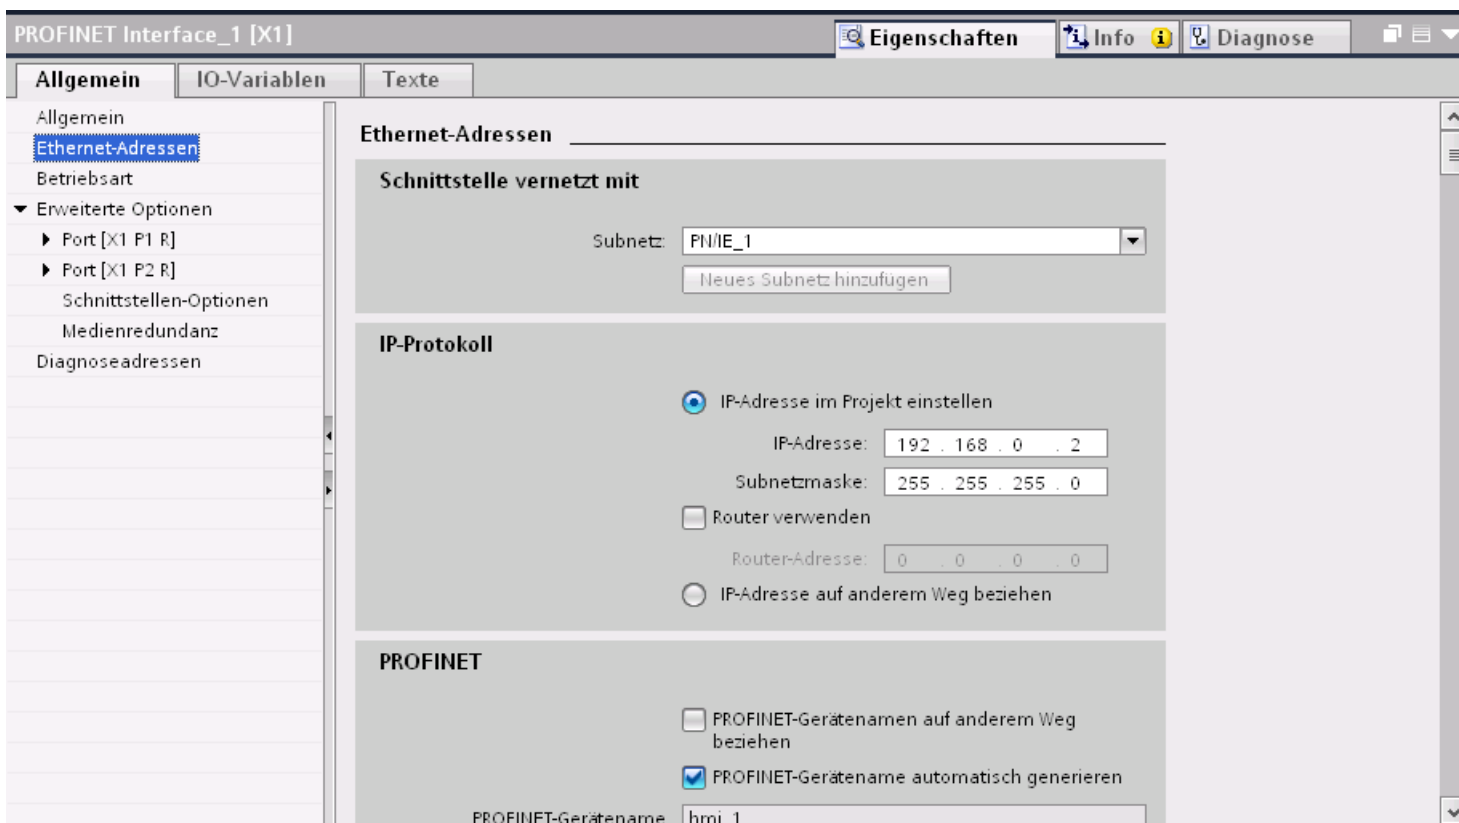 PROFINET Interface_1 [X1]
Eigenschaften
Info
Diagnose
Allgemein
IO-Variablen
Texte
Allgemein
Ethernet-Adressen
Betriebsart
Erweiterte Optionen
Port [X1 P1 R]
Port [X1 P2 R]
Schnittstellen-Optionen
Medienredundanz
Diagnoseadressen
Ethernet-Adressen
Schnittstelle vernetzt mit
Subnetz: PN/IE_1
Neues Subnetz hinzufügen
IP-Protokoll
IP-Adresse im Projekt einstellen
IP-Adresse: 192 . 168 . 0 . 2
Subnetzmaske: 255 . 255 . 255 . 0
Router verwenden
Router-Adresse: 0 . 0 . 0 . 0
IP-Adresse auf anderem Weg beziehen
PROFINET
PROFINET-Gerätenamen auf anderem Weg
beziehen
PROFINET-Gerätename automatisch generieren
PROFINET-Gerätename hmi_1